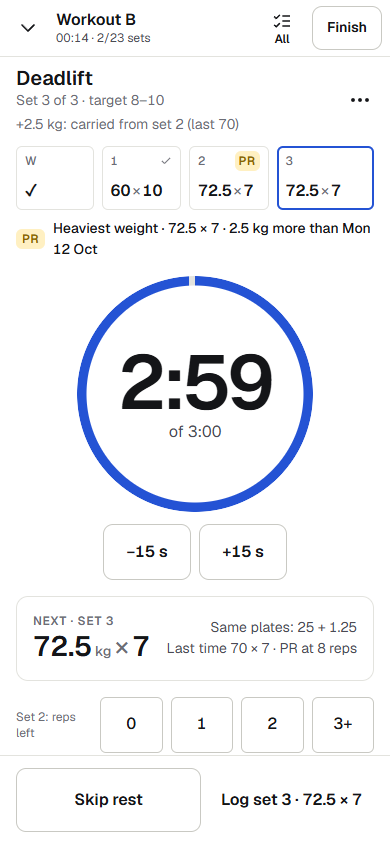 Workout B
00:14 · 2/23 sets
All
Finish
Deadlift
Set 3 of 3 · target 8–10
+2.5 kg: carried from set 2 (last 70)
W
✓
1 ✓
60×10
2 PR
72.5×7
3
72.5×7
PR Heaviest weight · 72.5 × 7 · 2.5 kg more than Mon
12 Oct
2:59
of 3:00
−15 s
+15 s
NEXT · SET 3
72.5 kg × 7
Same plates: 25 + 1.25
Last time 70 × 7 · PR at 8 reps
Set 2: reps
left
0
1
2
3+
Skip rest
Log set 3 · 72.5 × 7